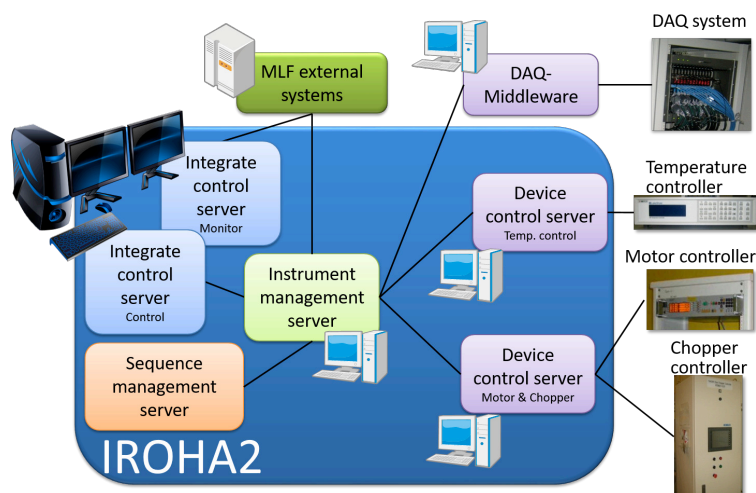 DAQ system
MLF external
systems
DAQ-
Middleware
Integrate
control
server
Monitor
Device
control server
Temp. control
Temperature
controller
Integrate
control
server
Control
Instrument
management
server
Motor controller
Sequence
management
server
Device
control server
Motor & Chopper
Chopper
controller
IROHA2